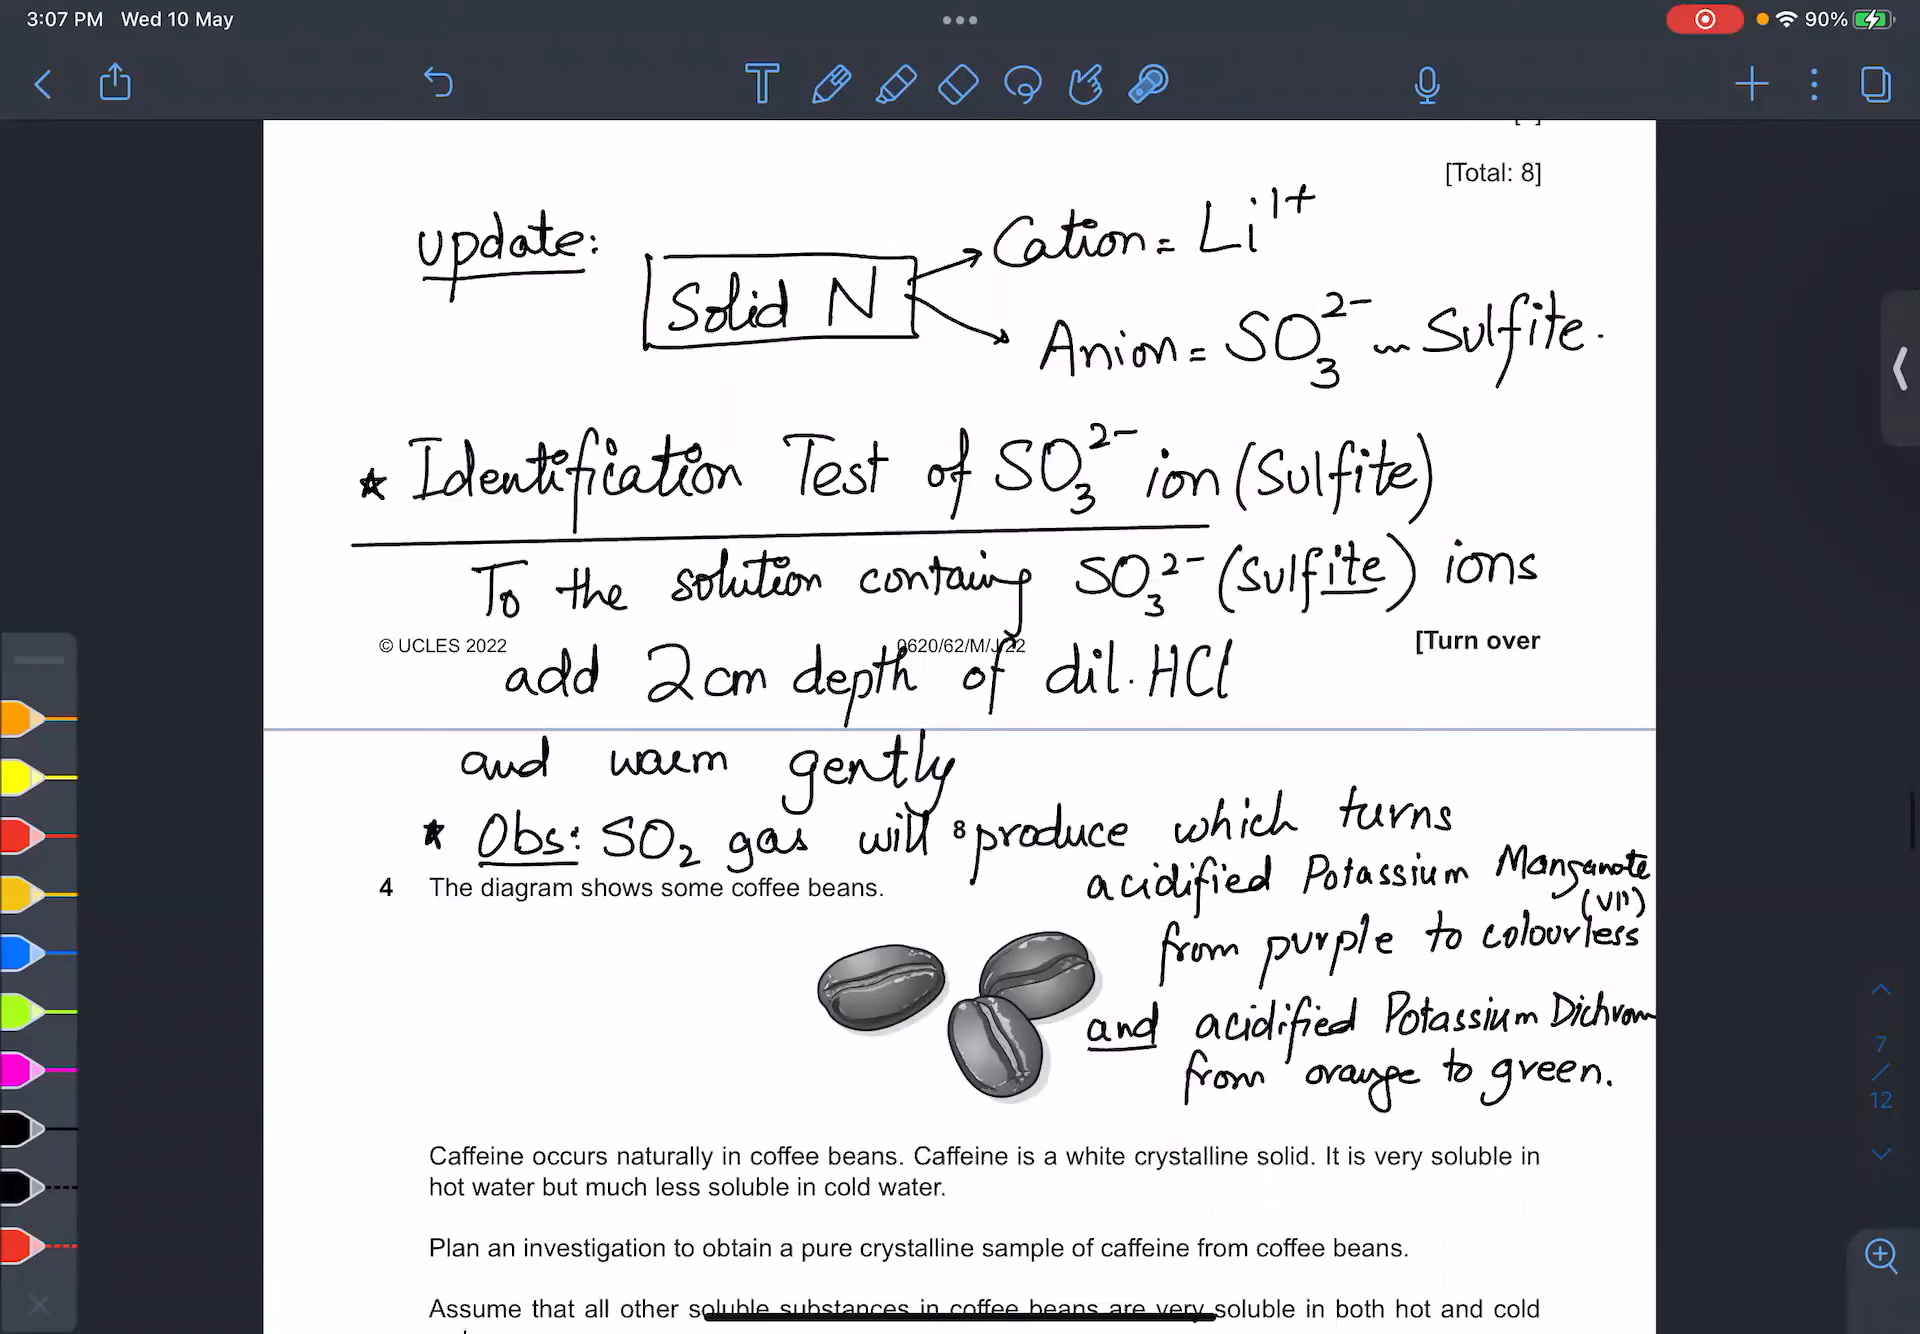 3:07 PM Wed 10 May
90%
[Total: 8]
update:
Solid N
Cation = Li¹⁺
Anion = SO₃²⁻ ~ Sulfite.
* Identification Test of SO₃²⁻ ion (Sulfite)
To the solution containg SO₃²⁻ (Sulfite) ions
© UCLES 2022 0620/62/M/J/22 [Turn over
add 2cm depth of dil. HCl
and warm gently
8
* Obs: SO₂ gas will produce which turns
acidified Potassium Manganate
(VII)
from purple to colourless
and acidified Potassium Dichrom
from orange to green.
4 The diagram shows some coffee beans.
Caffeine occurs naturally in coffee beans. Caffeine is a white crystalline solid. It is very soluble in
hot water but much less soluble in cold water.
Plan an investigation to obtain a pure crystalline sample of caffeine from coffee beans.
Assume that all other soluble substances in coffee beans are very soluble in both hot and cold
7
/
12